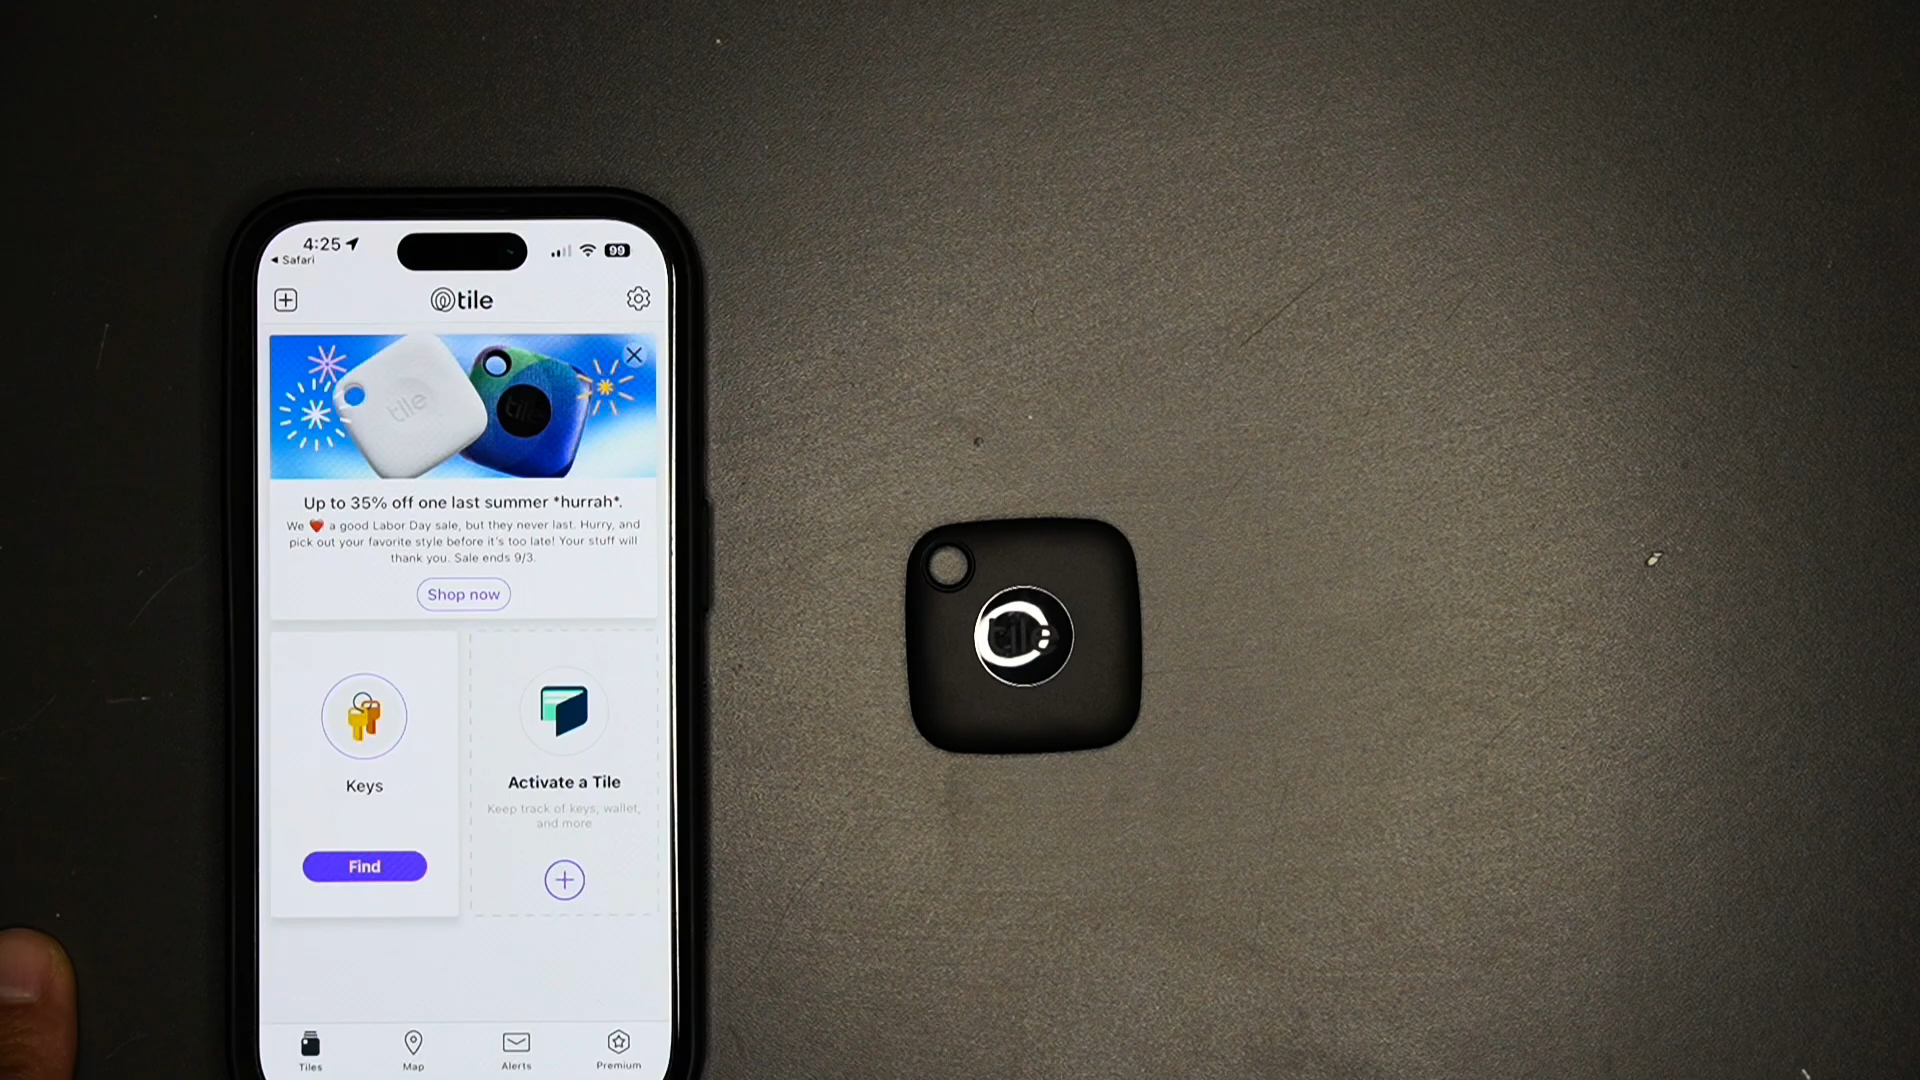 4:25
99
◀ Safari
tile
tile
tile
Up to 35% off one last summer *hurrah*.
We ❤️ a good Labor Day sale, but they never last. Hurry, and
pick out your favorite style before it's too late! Your stuff will
thank you. Sale ends 9/3.
Shop now
Keys
Find
Activate a Tile
Keep track of keys, wallet,
and more
Tiles
Map
Alerts
Premium
tile